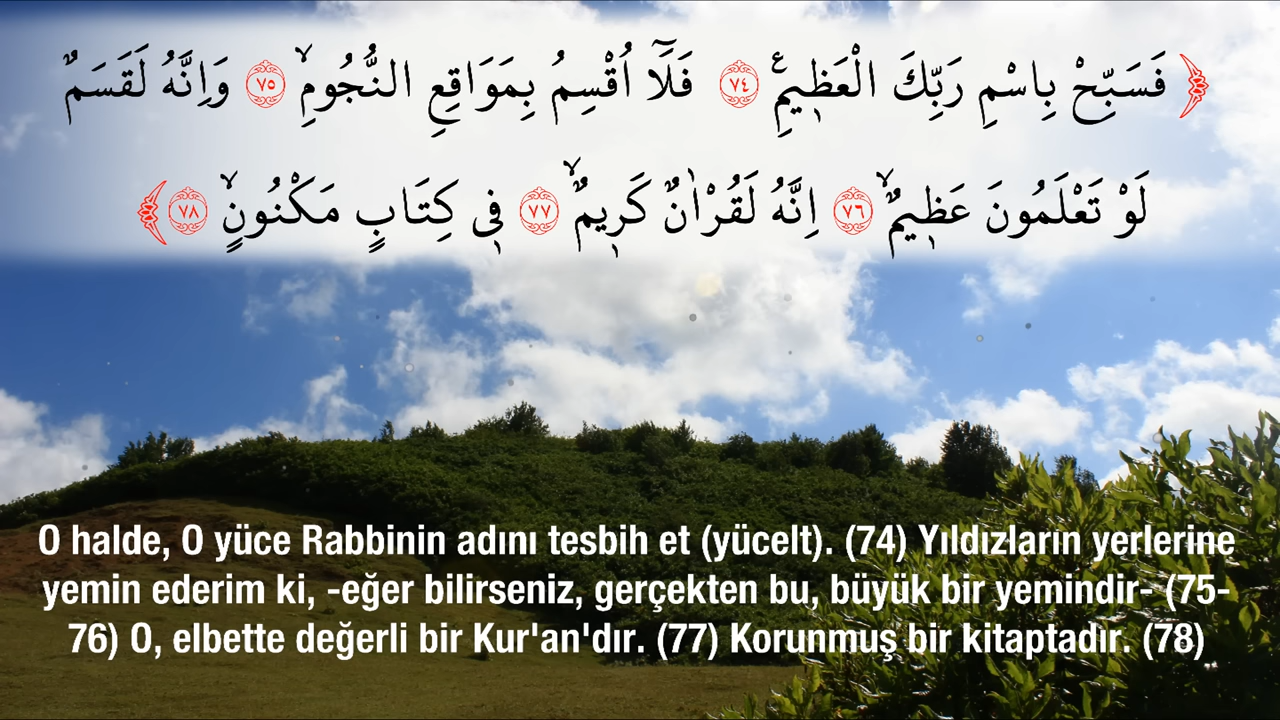 ﴿ فَسَبِّحْ بِاسْمِ رَبِّكَ الْعَظ۪يمِ ﴿٧٤﴾ فَلَٓا اُقْسِمُ بِمَوَاقِعِ النُّجُومِۙ ﴿٧٥﴾ وَاِنَّهُ لَقَسَمٌ
لَوْ تَعْلَمُونَ عَظ۪يمٌۙ ﴿٧٦﴾ اِنَّهُ لَقُرْاٰنٌ كَر۪يمٌۙ ﴿٧٧﴾ ف۪ي كِتَابٍ مَكْنُونٍۙ ﴿٧٨﴾ ﴾
O halde, O yüce Rabbinin adını tesbih et (yücelt). (74) Yıldızların yerlerine
yemin ederim ki, -eğer bilirseniz, gerçekten bu, büyük bir yemindir- (75-
76) O, elbette değerli bir Kur'an'dır. (77) Korunmuş bir kitaptadır. (78)